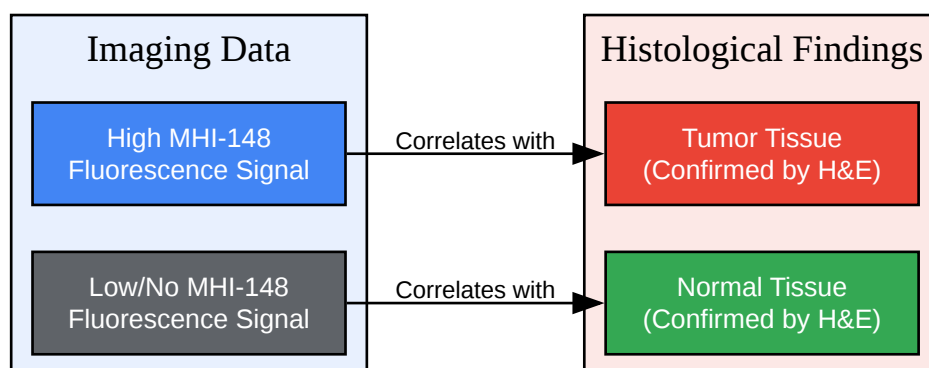 Imaging Data
High MHI-148
Fluorescence Signal
Low/No MHI-148
Fluorescence Signal
Correlates with
Correlates with
Histological Findings
Tumor Tissue
(Confirmed by H&E)
Normal Tissue
(Confirmed by H&E)